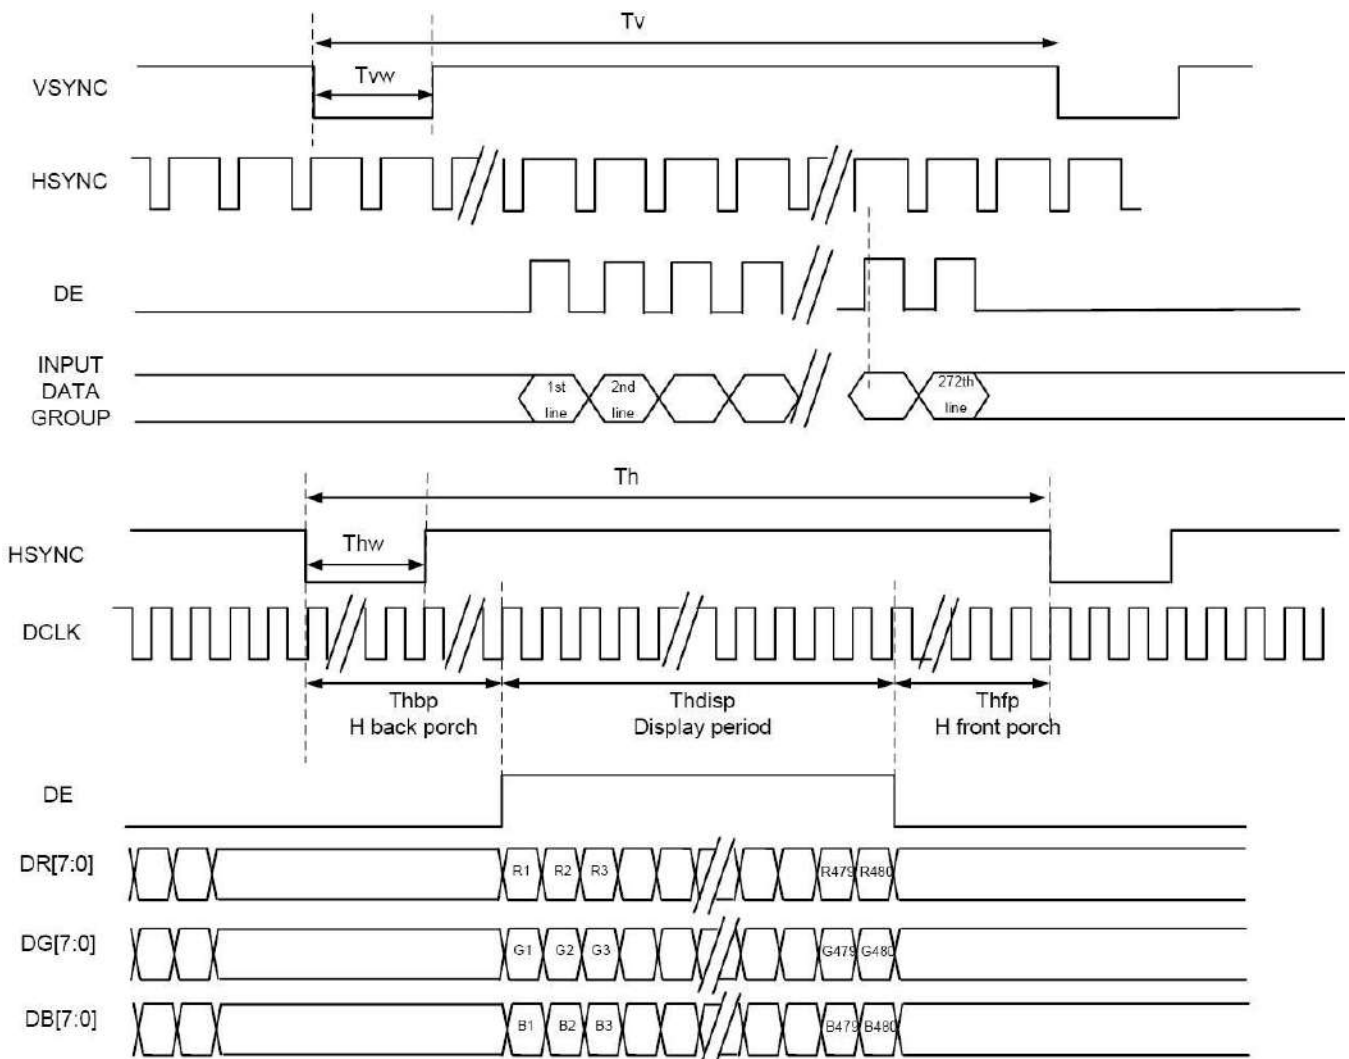 Tv
Tvw
VSYNC
HSYNC
DE
INPUT
DATA
GROUP
1st
line
2nd
line
272th
line
Th
Thw
HSYNC
DCLK
Thbp
H back porch
Thdisp
Display period
Thfp
H front porch
DE
DR[7:0]
R1 R2 R3 R479 R480
DG[7:0]
G1 G2 G3 G479 G480
DB[7:0]
B1 B2 B3 B479 B480